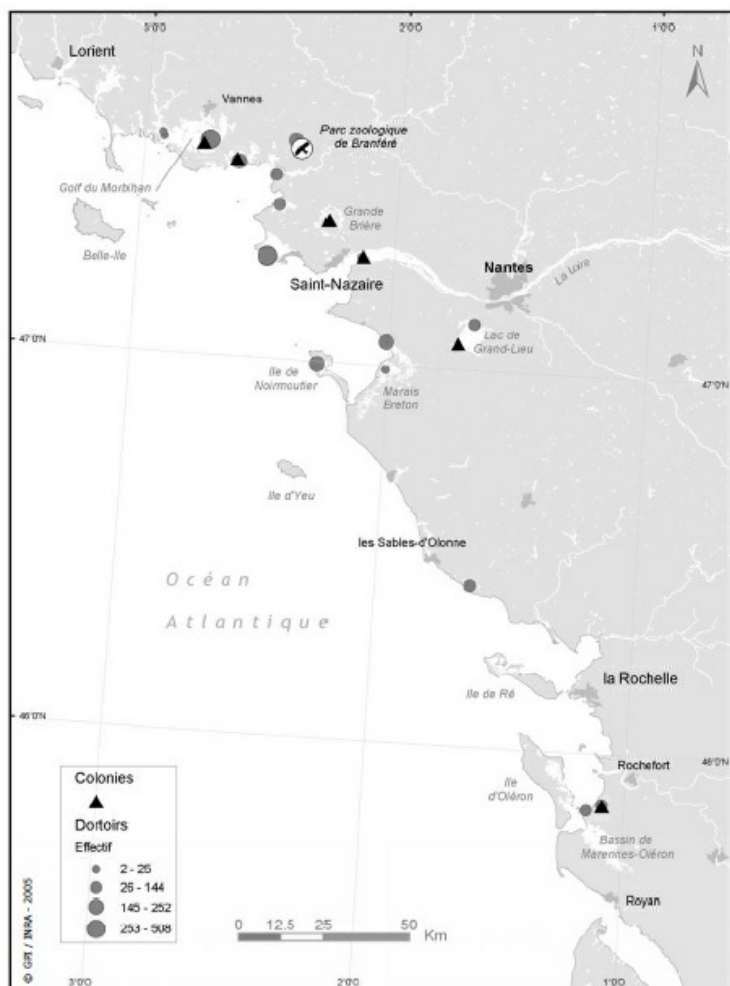 3°0'0
2°0'0
1°0'0
Lorient
N
Vannes
Parc zoologique
de Branféré
Golf du Morbihan
Grande
Brière
Belle-Ile
Nantes
La Loire
Saint-Nazaire
Lac de
Grand-Lieu
47°0'N
47°0'N
Ile de
Noirmoutier
Marais
Breton
Ile d'Yeu
les Sables-d'Olonne
Océan
Atlantique
la Rochelle
Ile de Ré
46°0'N
46°0'N
Rochefort
Ile
d'Oléron
Bassin de
Marennes-Oléron
Royan
Colonies
Dortoirs
Effectif
2 - 25
26 - 144
145 - 252
253 - 508
0 12.5 25 50
Km
© GPI / INRA - 2005
3°0'0
2°0'0
1°0'0